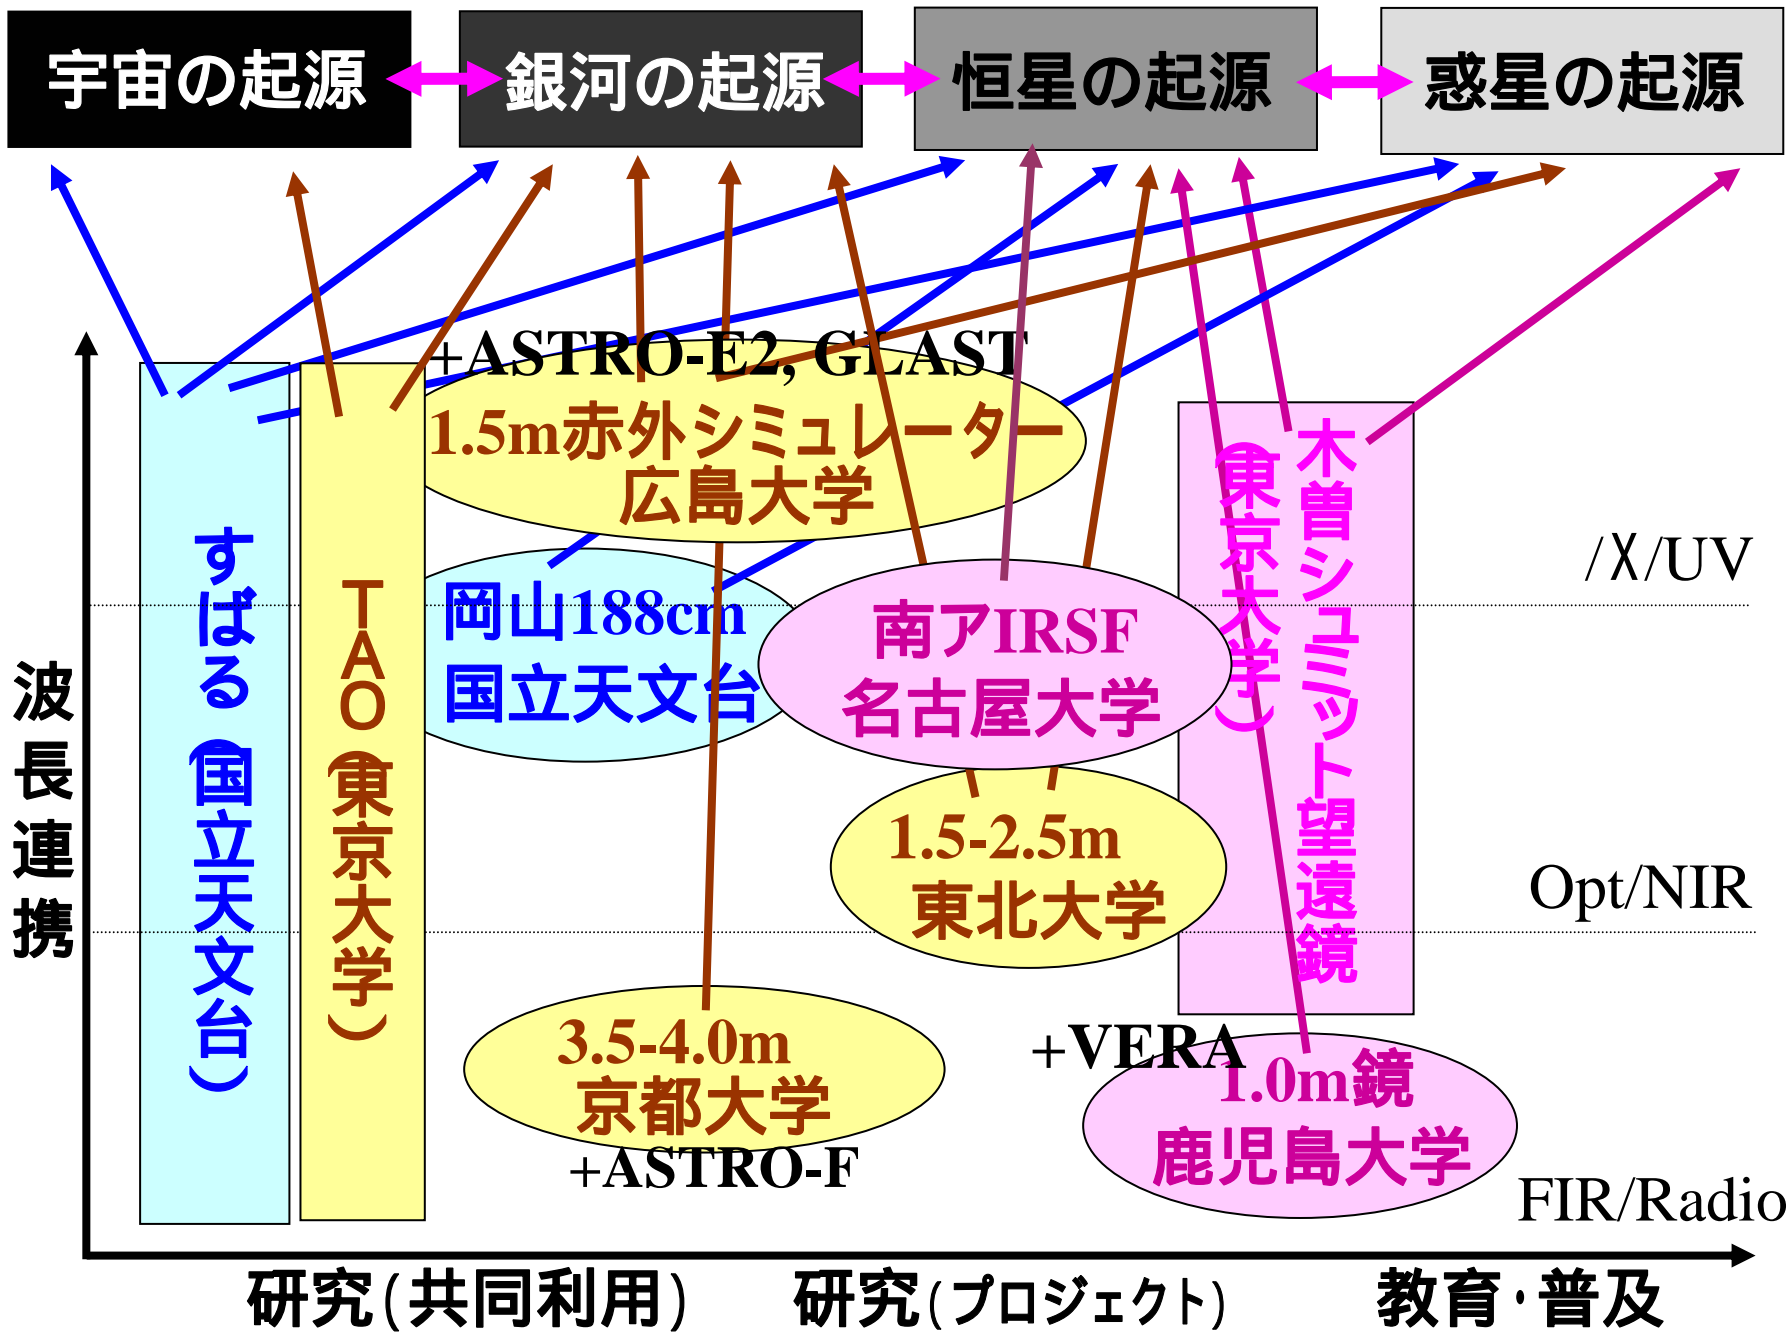 宇宙の起源
銀河の起源
恒星の起源
惑星の起源
+ASTRO-E2, GLAST
1.5m赤外シミュレーター
広島大学
すばる（国立天文台）
TAO（東京大学）
岡山188cm
国立天文台
南アIRSF
名古屋大学
木曽シュミット望遠鏡
（東京大学）
/X/UV
波長連携
1.5-2.5m
東北大学
Opt/NIR
3.5-4.0m
京都大学
+ASTRO-F
+VERA
1.0m鏡
鹿児島大学
FIR/Radio
研究(共同利用)
研究(プロジェクト)
教育・普及